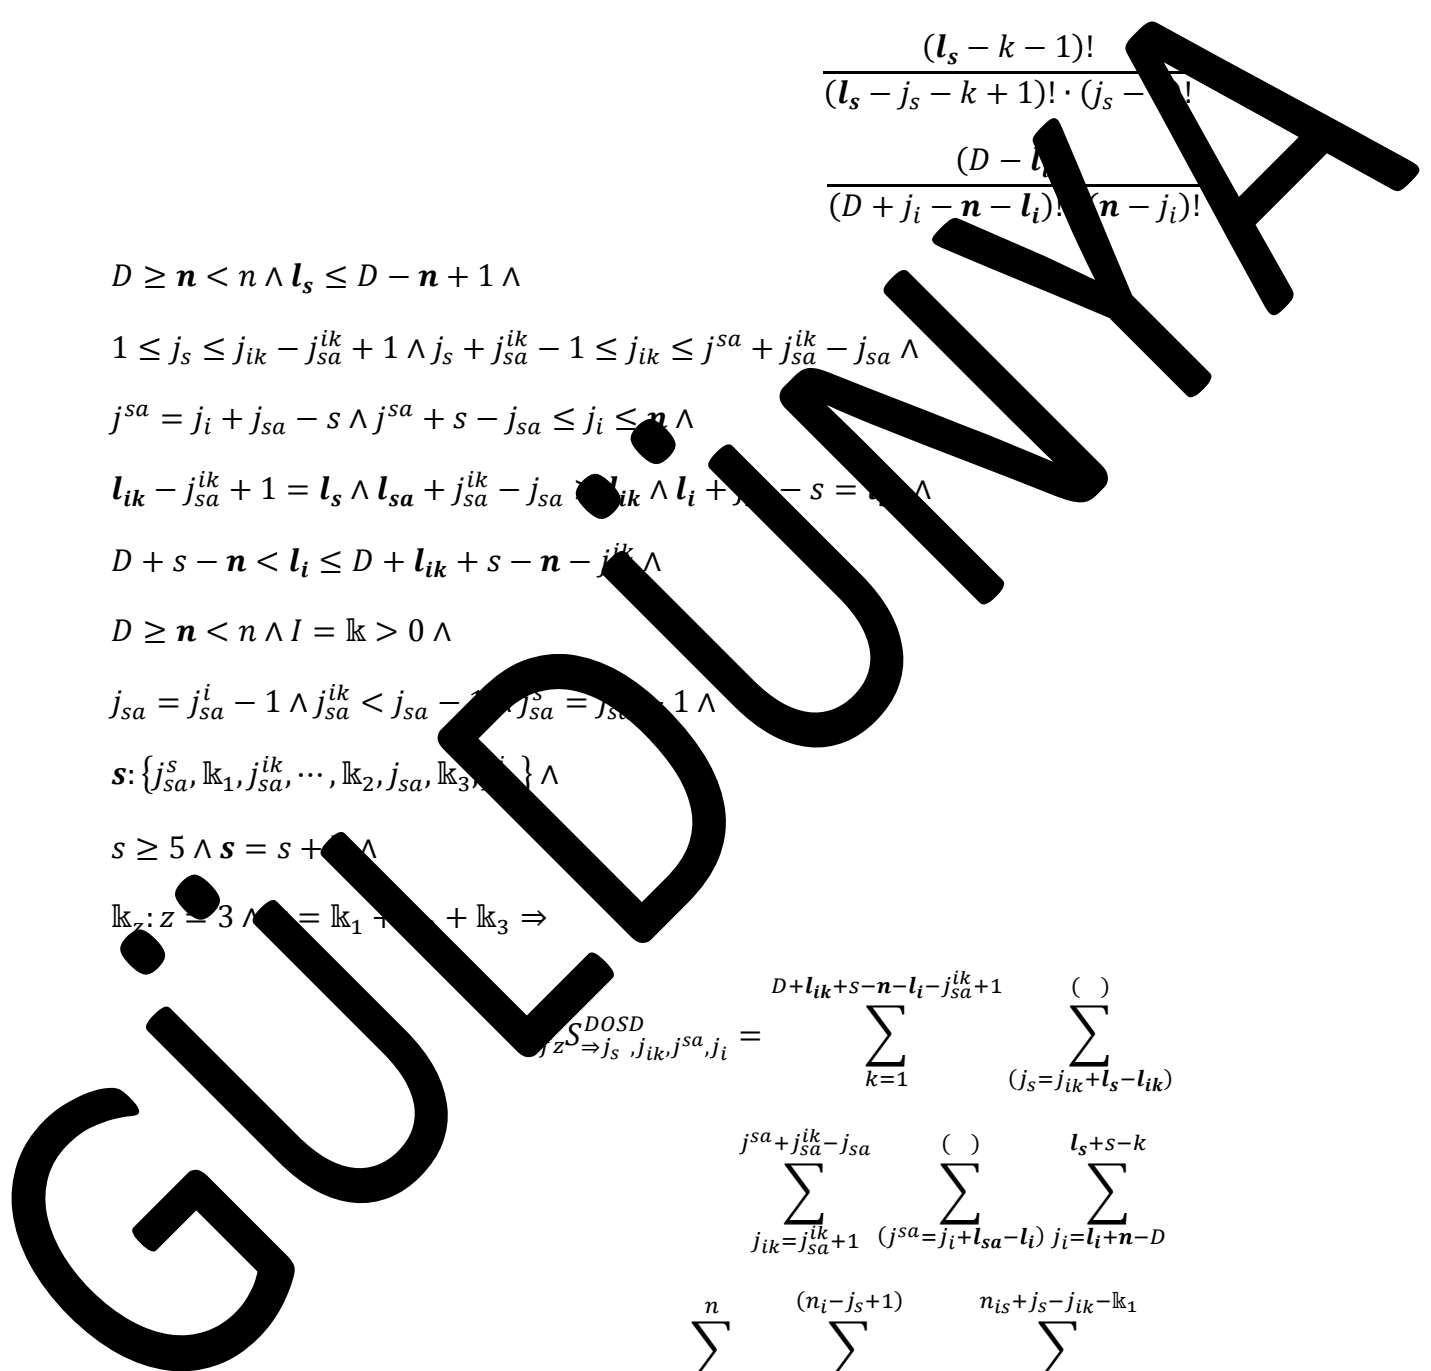 (l_s − k − 1)!
(l_s − j_s − k + 1)! · (j_s − )!
(D − l
(D + j_i − n − l_i)! (n − j_i)!
D ≥ n < n ∧ l_s ≤ D − n + 1 ∧
1 ≤ j_s ≤ j_ik − j_sa^ik + 1 ∧ j_s + j_sa^ik − 1 ≤ j_ik ≤ j^sa + j_sa^ik − j_sa ∧
j^sa = j_i + j_sa − s ∧ j^sa + s − j_sa ≤ j_i ≤ n ∧
l_ik − j_sa^ik + 1 = l_s ∧ l_sa + j_sa^ik − j_sa l_ik ∧ l_i + − s = ∧
D + s − n < l_i ≤ D + l_ik + s − n − j^ik ∧
D ≥ n < n ∧ I = 𝕜 > 0 ∧
j_sa = j_sa^i − 1 ∧ j_sa^ik < j_sa − j_sa^s = 1 ∧
s: {j_sa^s, 𝕜_1, j_sa^ik, ⋯ , 𝕜_2, j_sa, 𝕜_3, } ∧
s ≥ 5 ∧ s = s + ∧
𝕜_z: z = 3 ∧ = 𝕜_1 + + 𝕜_3 ⇒
D+l_ik+s−n−l_i−j_sa^ik+1 ( )
z S^DOSD_⇒j_s ,j_ik,j^sa,j_i = ∑ ∑
k=1 (j_s=j_ik+l_s−l_ik)
j^sa+j_sa^ik−j_sa ( ) l_s+s−k
∑ ∑ ∑
j_ik=j_sa^ik+1 (j^sa=j_i+l_sa−l_i) j_i=l_i+n−D
n (n_i−j_s+1) n_is+j_s−j_ik−𝕜_1
∑ ∑ ∑
GÜLDÜNYA